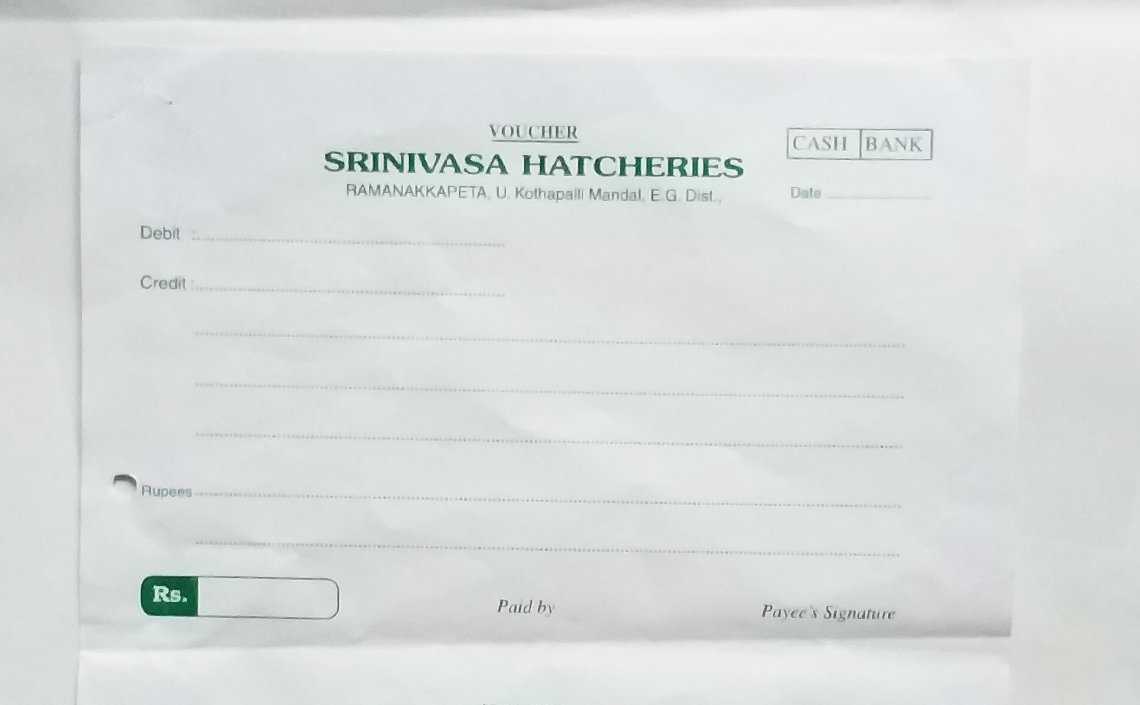 VOUCHER
CASH BANK
SRINIVASA HATCHERIES
RAMANAKKAPETA, U. Kothapalli Mandal, E.G. Dist.,
Date
Debit :
Credit :
Rupees
Rs.
Paid by
Payee's Signature